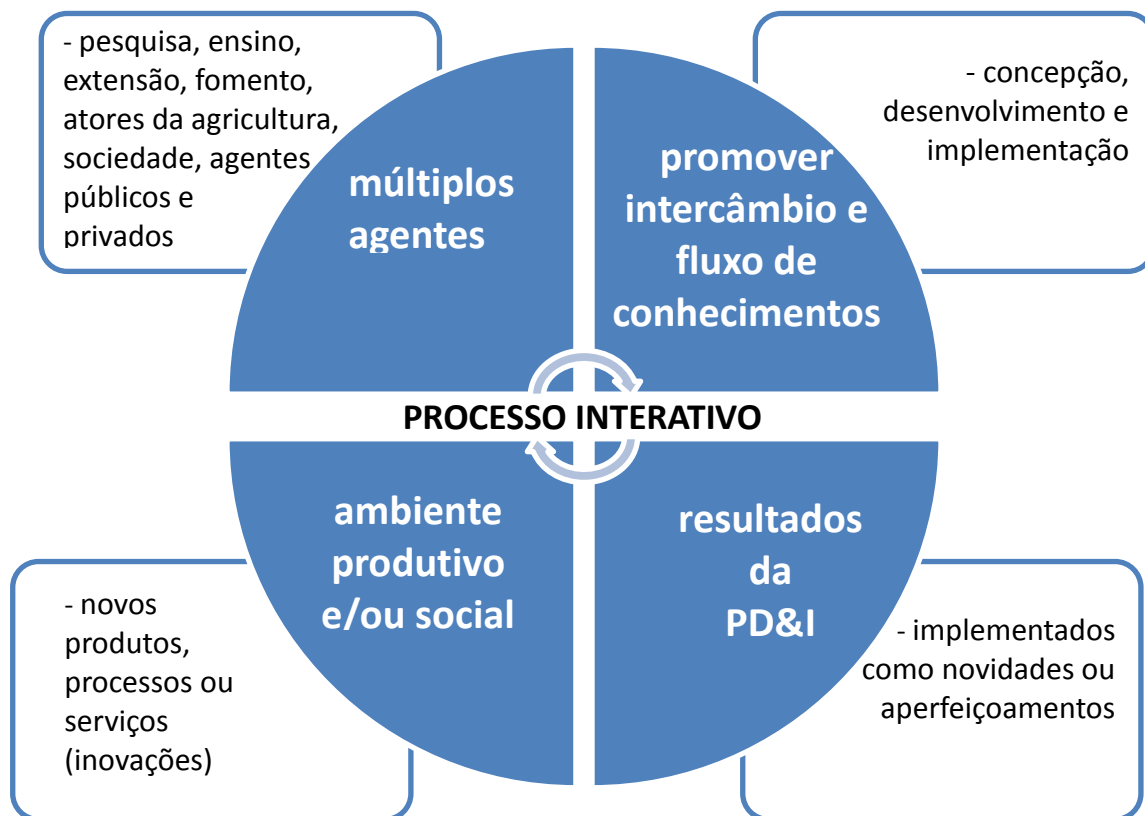 - pesquisa, ensino,
extensão, fomento,
atores da agricultura,
sociedade, agentes
públicos e
privados
múltiplos
agentes
promover
intercâmbio e
fluxo de
conhecimentos
- concepção,
desenvolvimento e
implementação
PROCESSO INTERATIVO
- novos
produtos,
processos ou
serviços
(inovações)
ambiente
produtivo
e/ou social
resultados
da
PD&I
- implementados
como novidades ou
aperfeiçoamentos